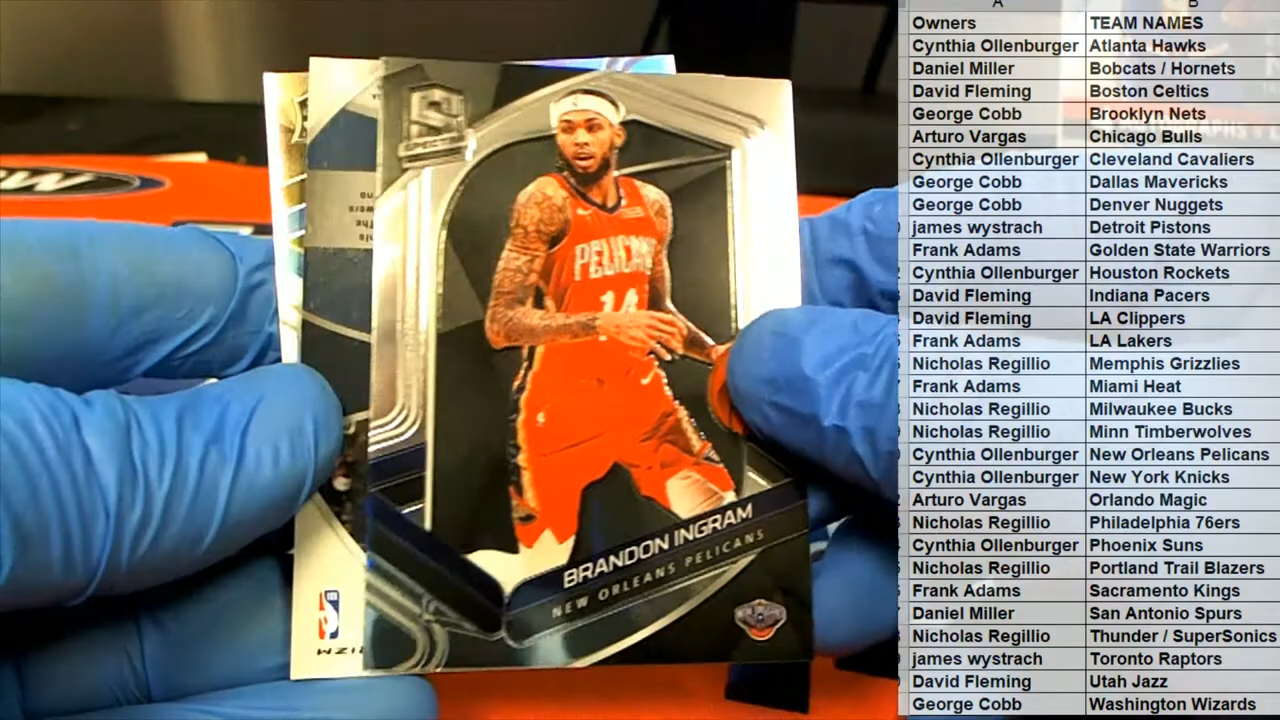 A B
Owners TEAM NAMES
Cynthia Ollenburger Atlanta Hawks
Daniel Miller Bobcats / Hornets
David Fleming Boston Celtics
George Cobb Brooklyn Nets
Arturo Vargas Chicago Bulls
Cynthia Ollenburger Cleveland Cavaliers
George Cobb Dallas Mavericks
George Cobb Denver Nuggets
james wystrach Detroit Pistons
Frank Adams Golden State Warriors
Cynthia Ollenburger Houston Rockets
David Fleming Indiana Pacers
David Fleming LA Clippers
Frank Adams LA Lakers
Nicholas Regillio Memphis Grizzlies
Frank Adams Miami Heat
Nicholas Regillio Milwaukee Bucks
Nicholas Regillio Minn Timberwolves
Cynthia Ollenburger New Orleans Pelicans
Cynthia Ollenburger New York Knicks
Arturo Vargas Orlando Magic
Nicholas Regillio Philadelphia 76ers
Cynthia Ollenburger Phoenix Suns
Nicholas Regillio Portland Trail Blazers
Frank Adams Sacramento Kings
Daniel Miller San Antonio Spurs
Nicholas Regillio Thunder / SuperSonics
james wystrach Toronto Raptors
David Fleming Utah Jazz
George Cobb Washington Wizards
PELICANS
14
BRANDON INGRAM
NEW ORLEANS PELICANS